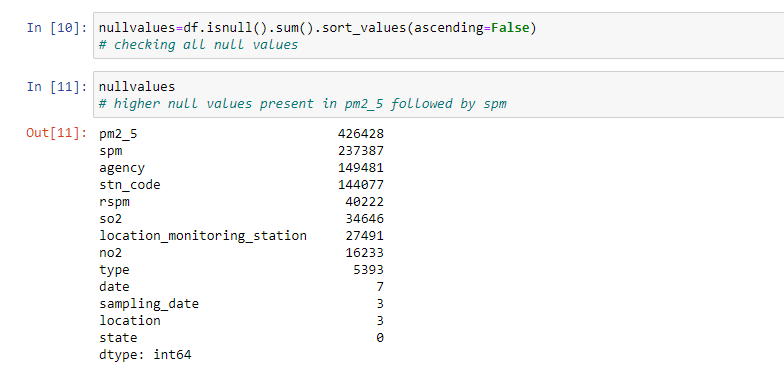 In [10]: nullvalues=df.isnull().sum().sort_values(ascending=False)
# checking all null values
In [11]: nullvalues
# higher null values present in pm2_5 followed by spm
Out[11]: pm2_5 426428
spm 237387
agency 149481
stn_code 144077
rspm 40222
so2 34646
location_monitoring_station 27491
no2 16233
type 5393
date 7
sampling_date 3
location 3
state 0
dtype: int64